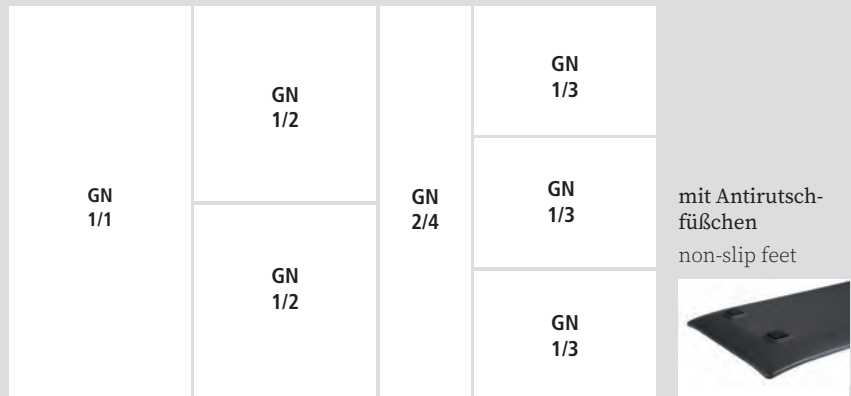 GN
1/1
GN
1/2
GN
1/2
GN
2/4
GN
1/3
GN
1/3
GN
1/3
mit Antirutsch-
füßchen
non-slip feet